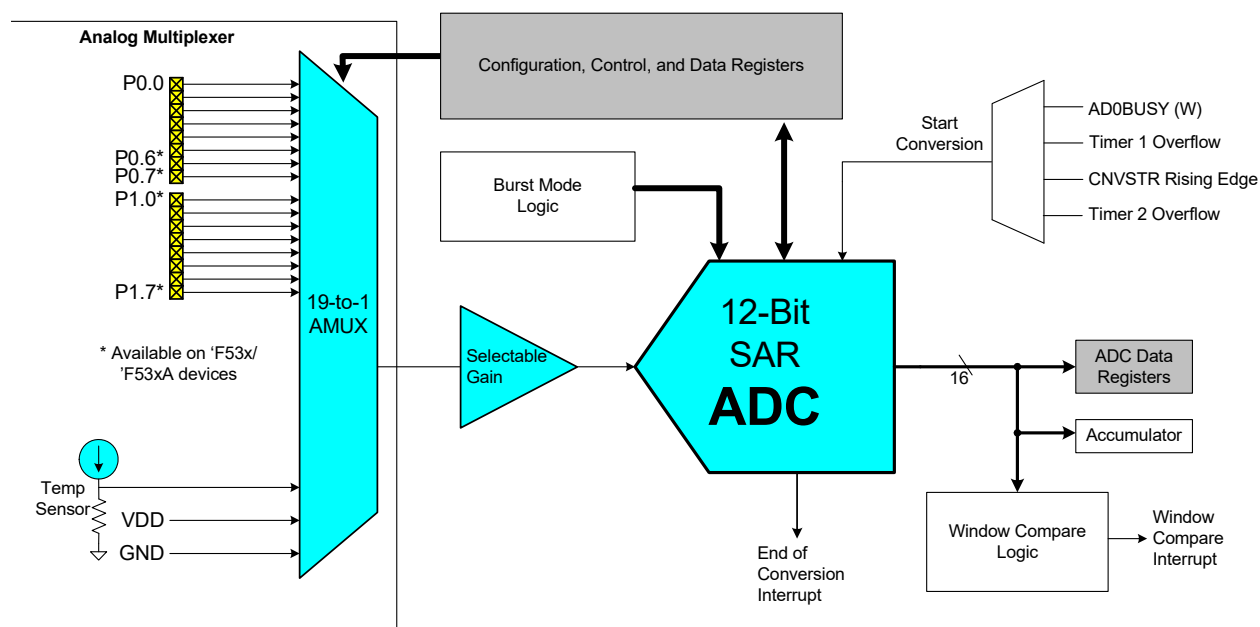 Analog Multiplexer
P0.0
P0.6*
P0.7*
P1.0*
P1.7*
19-to-1
AMUX
* Available on ‘F53x/
’F53xA devices
Temp
Sensor
VDD
GND
Configuration, Control, and Data Registers
Burst Mode
Logic
Selectable
Gain
Start
Conversion
AD0BUSY (W)
Timer 1 Overflow
CNVSTR Rising Edge
Timer 2 Overflow
12-Bit
SAR
ADC
16
ADC Data
Registers
Accumulator
Window Compare
Logic
Window
Compare
Interrupt
End of
Conversion
Interrupt